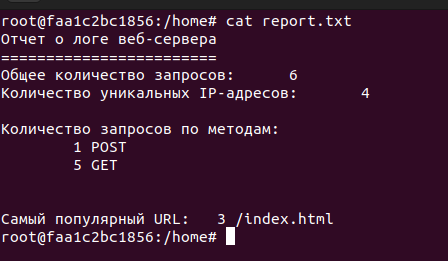 root@faa1c2bc1856:/home# cat report.txt
Отчет о логе веб-сервера
========================
Общее количество запросов:      6
Количество уникальных IP-адресов:       4
Количество запросов по методам:
        1 POST
        5 GET
Самый популярный URL:   3 /index.html
root@faa1c2bc1856:/home#